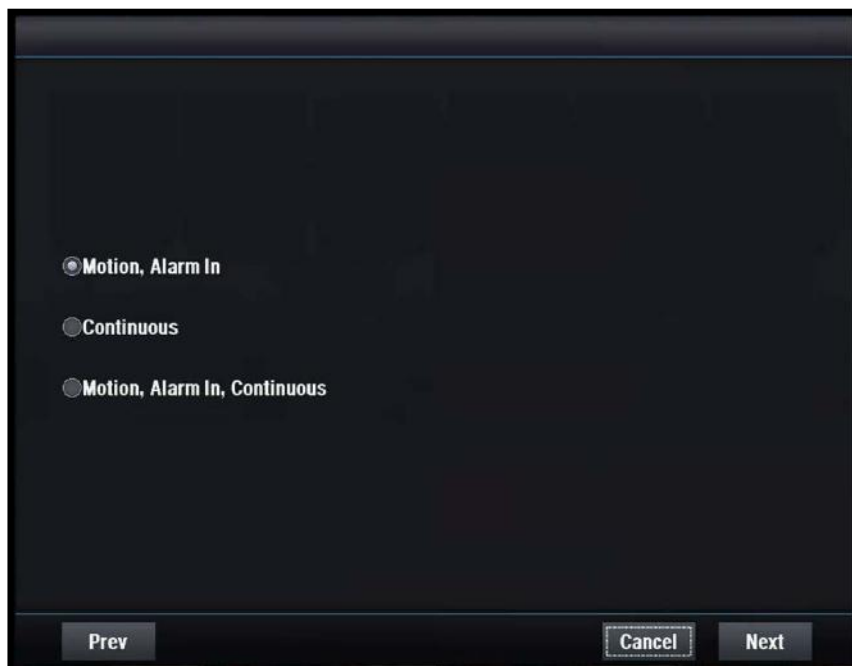 Motion, Alarm In
Continuous
Motion, Alarm In, Continuous
Prev Cancel Next